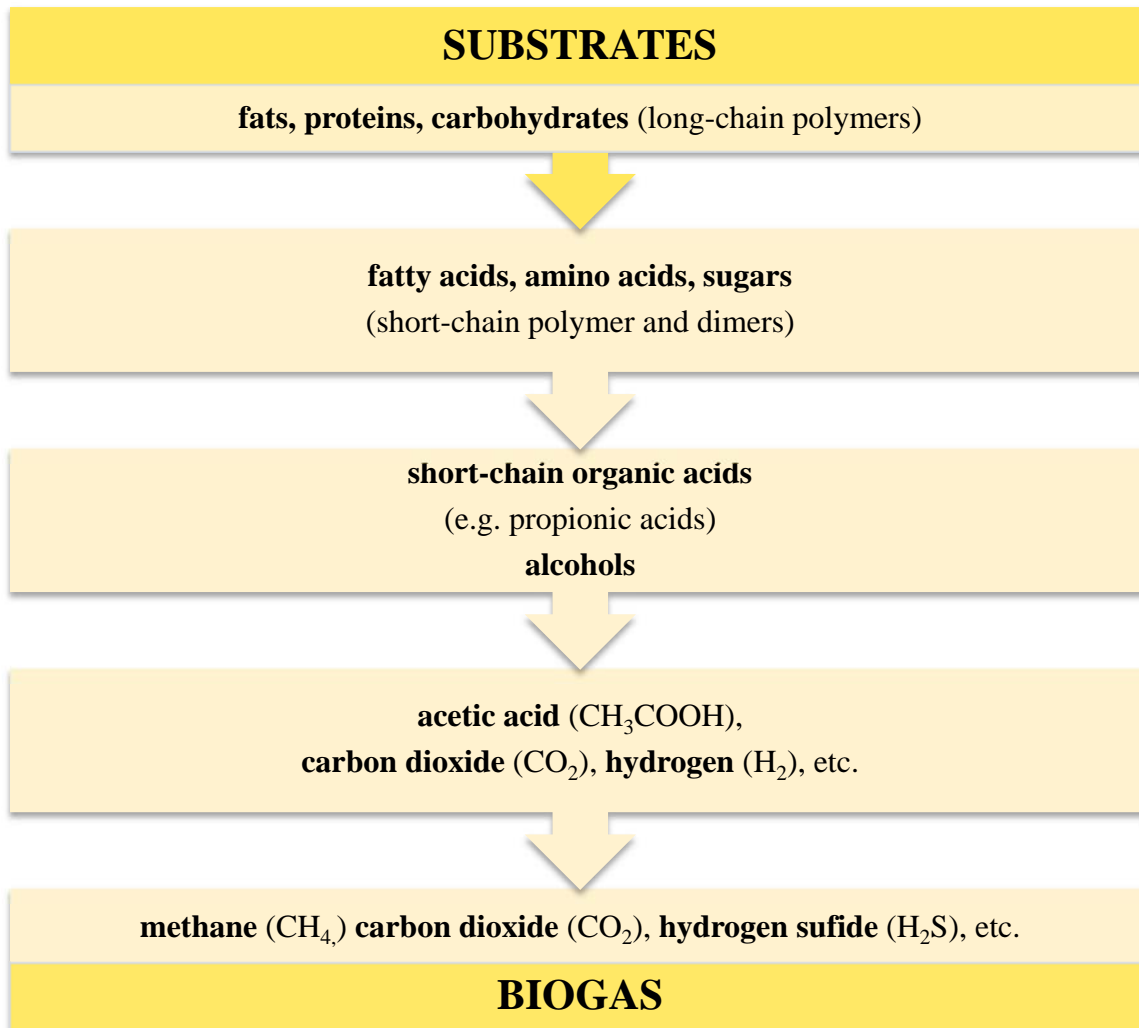 SUBSTRATES
fats, proteins, carbohydrates (long-chain polymers)
fatty acids, amino acids, sugars
(short-chain polymer and dimers)
short-chain organic acids
(e.g. propionic acids)
alcohols
acetic acid (CH₃COOH),
carbon dioxide (CO₂), hydrogen (H₂), etc.
methane (CH₄,) carbon dioxide (CO₂), hydrogen sufide (H₂S), etc.
BIOGAS